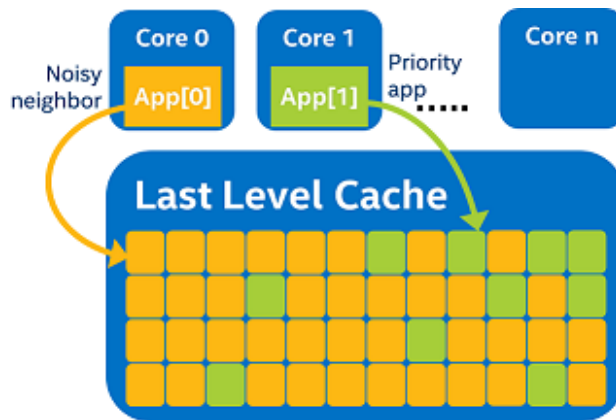 Core 0
Core 1
Core n
Noisy
neighbor
App[0]
App[1]
Priority
app
.....
Last Level Cache